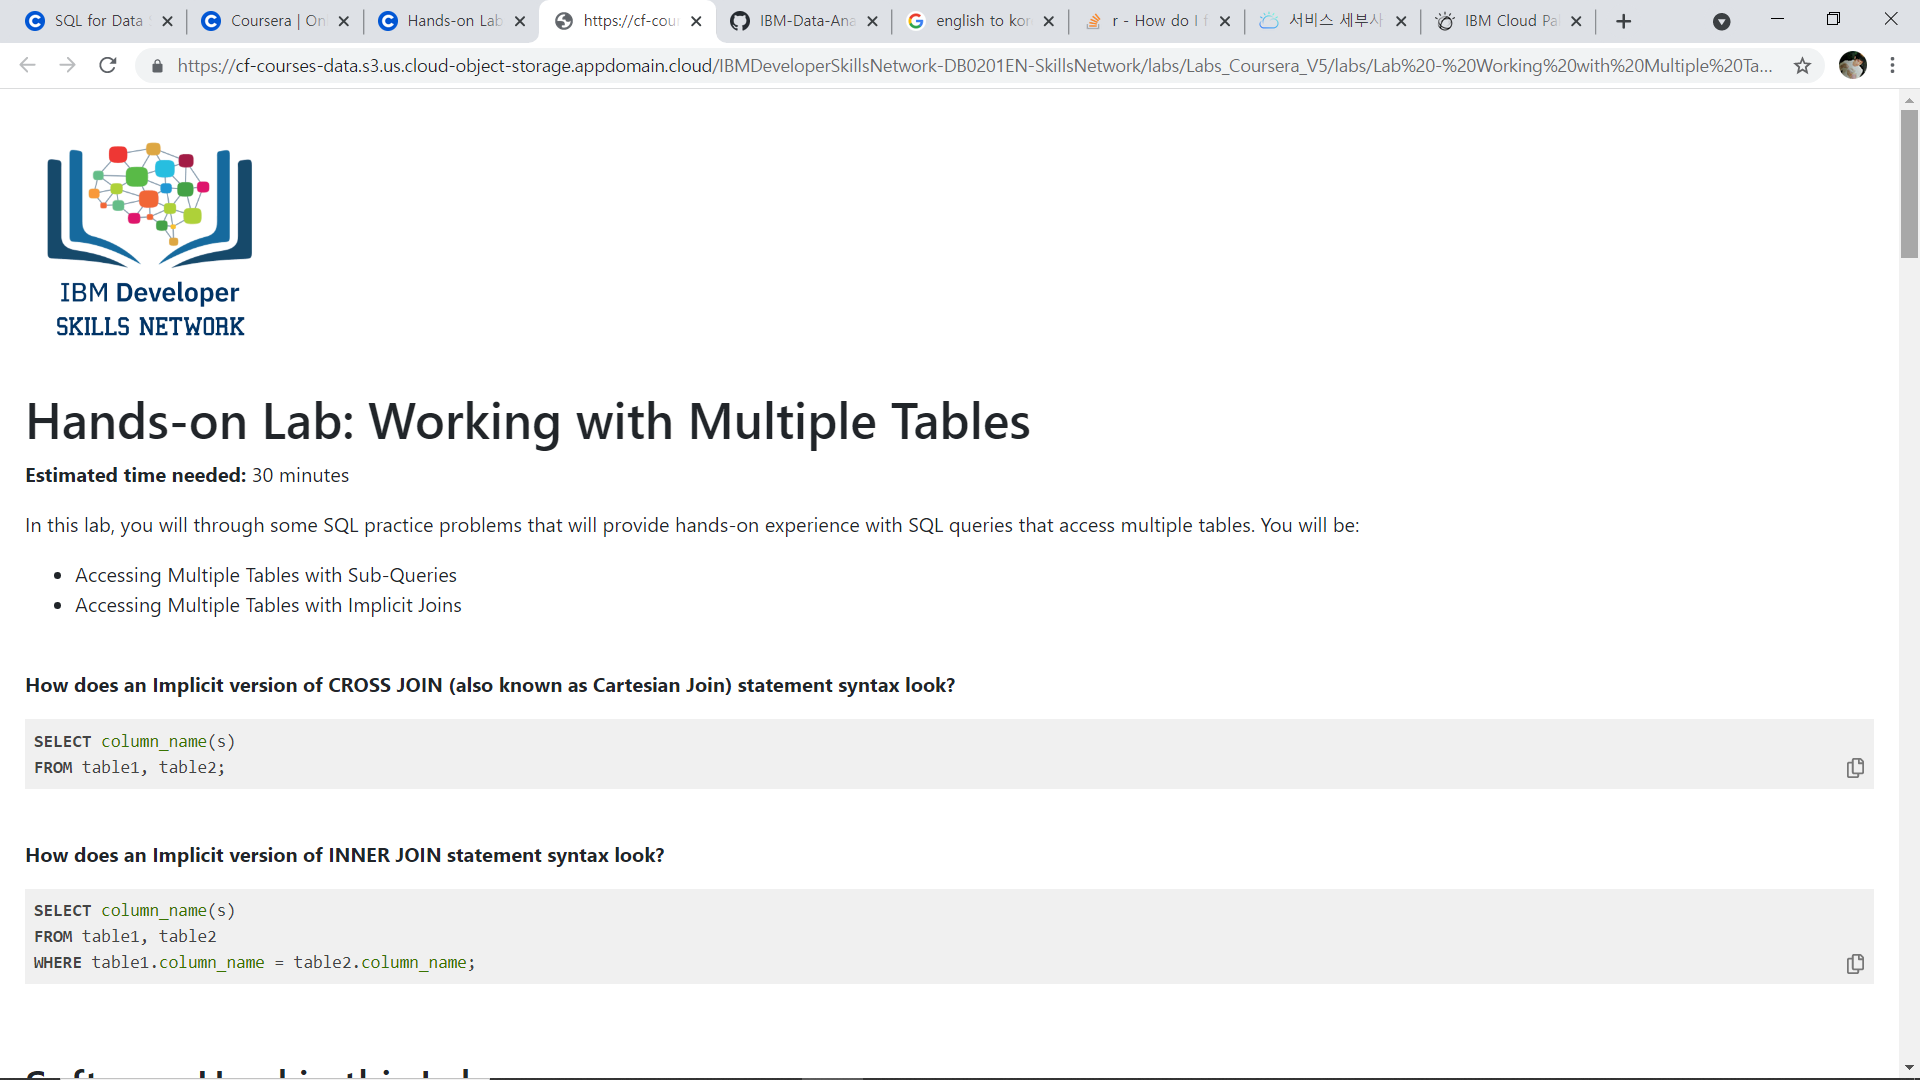 SQL for Data
Coursera | On
Hands-on Lab
https://cf-cour
IBM-Data-Ana
english to kor
r - How do I f
서비스 세부사
IBM Cloud Pa
https://cf-courses-data.s3.us.cloud-object-storage.appdomain.cloud/IBMDeveloperSkillsNetwork-DB0201EN-SkillsNetwork/labs/Labs_Coursera_V5/labs/Lab%20-%20Working%20with%20Multiple%20Ta...
IBM Developer
SKILLS NETWORK
Hands-on Lab: Working with Multiple Tables
Estimated time needed: 30 minutes
In this lab, you will through some SQL practice problems that will provide hands-on experience with SQL queries that access multiple tables. You will be:
• Accessing Multiple Tables with Sub-Queries
• Accessing Multiple Tables with Implicit Joins
How does an Implicit version of CROSS JOIN (also known as Cartesian Join) statement syntax look?
SELECT column_name(s)
FROM table1, table2;
How does an Implicit version of INNER JOIN statement syntax look?
SELECT column_name(s)
FROM table1, table2
WHERE table1.column_name = table2.column_name;